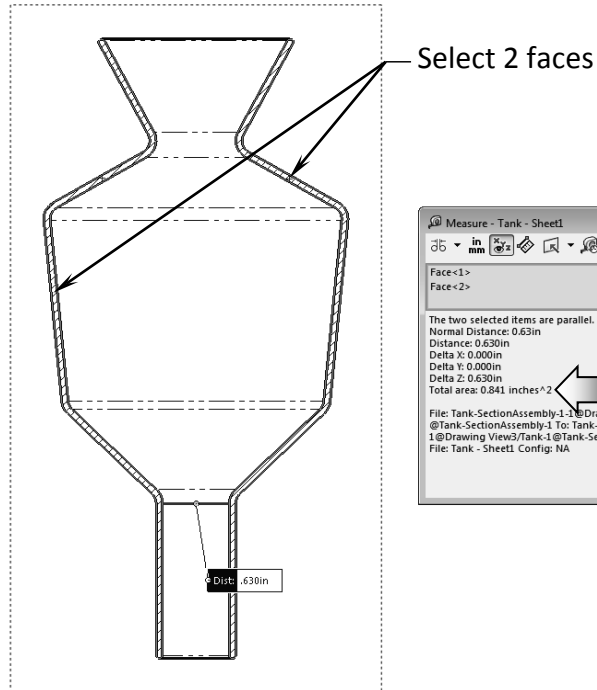 Select 2 faces
Measure - Tank - Sheet1
in
mm
Face<1>
Face<2>
The two selected items are parallel.
Normal Distance: 0.63in
Distance: 0.630in
Delta X: 0.000in
Delta Y: 0.000in
Delta Z: 0.630in
Total area: 0.841 inches^2
File: Tank-SectionAssembly-1-1@Dra
@Tank-SectionAssembly-1 To: Tank-
1@Drawing View3/Tank-1@Tank-Se
File: Tank - Sheet1 Config: NA
Dist: .630in